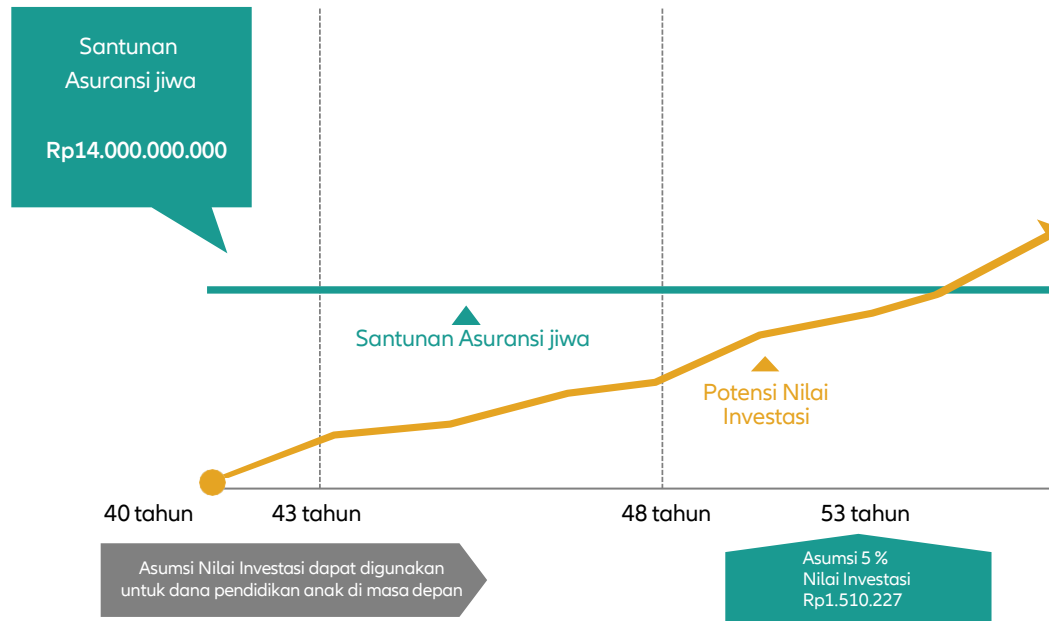 Santunan
Asuransi jiwa
Rp14.000.000.000
Santunan Asuransi jiwa
Potensi Nilai
Investasi
40 tahun
43 tahun
48 tahun
53 tahun
Asumsi Nilai Investasi dapat digunakan
untuk dana pendidikan anak di masa depan
Asumsi 5 %
Nilai Investasi
Rp1.510.227